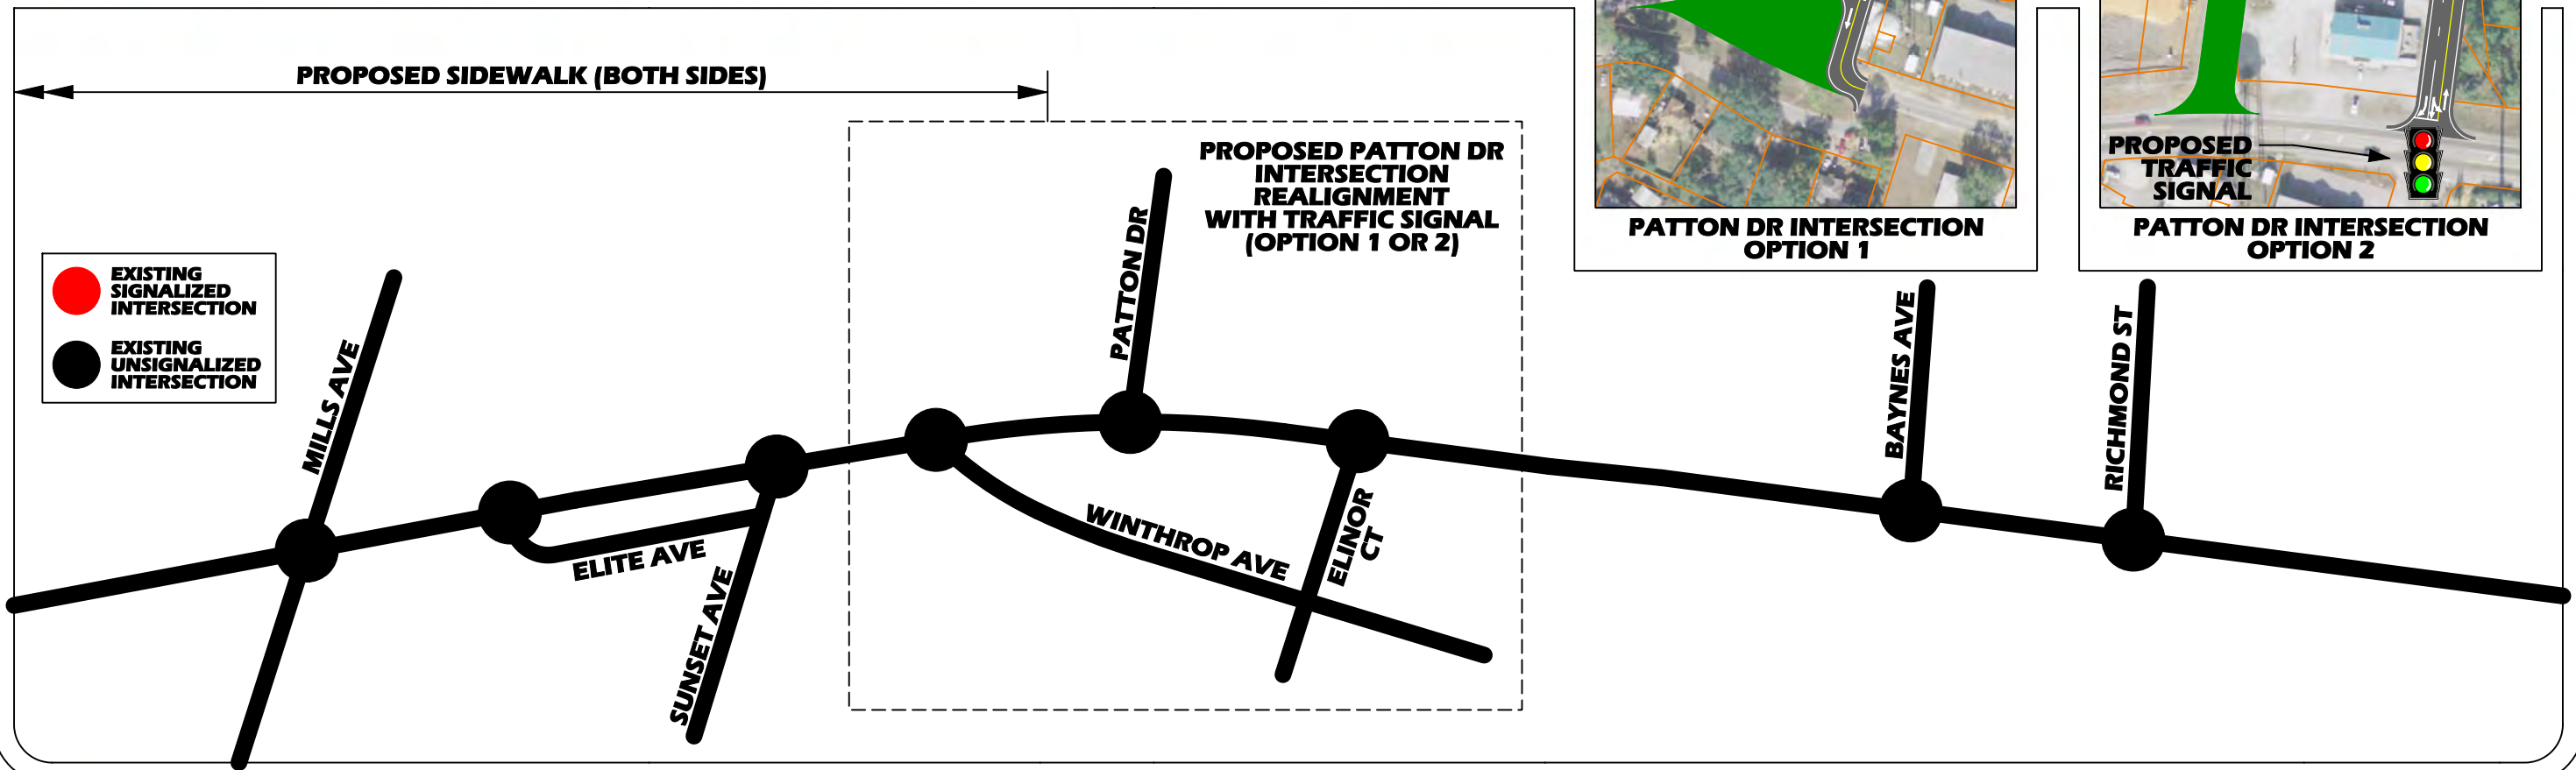 PROPOSED SIDEWALK (BOTH SIDES)
PROPOSED PATTON DR
INTERSECTION
REALIGNMENT
WITH TRAFFIC SIGNAL
(OPTION 1 OR 2)
PROPOSED
TRAFFIC
SIGNAL
PATTON DR INTERSECTION
OPTION 1
PATTON DR INTERSECTION
OPTION 2
EXISTING
SIGNALIZED
INTERSECTION
EXISTING
UNSIGNALIZED
INTERSECTION
MILLS AVE
ELITE AVE
SUNSET AVE
PATTON DR
WINTHROP AVE
ELINOR
CT
BAYNES AVE
RICHMOND ST